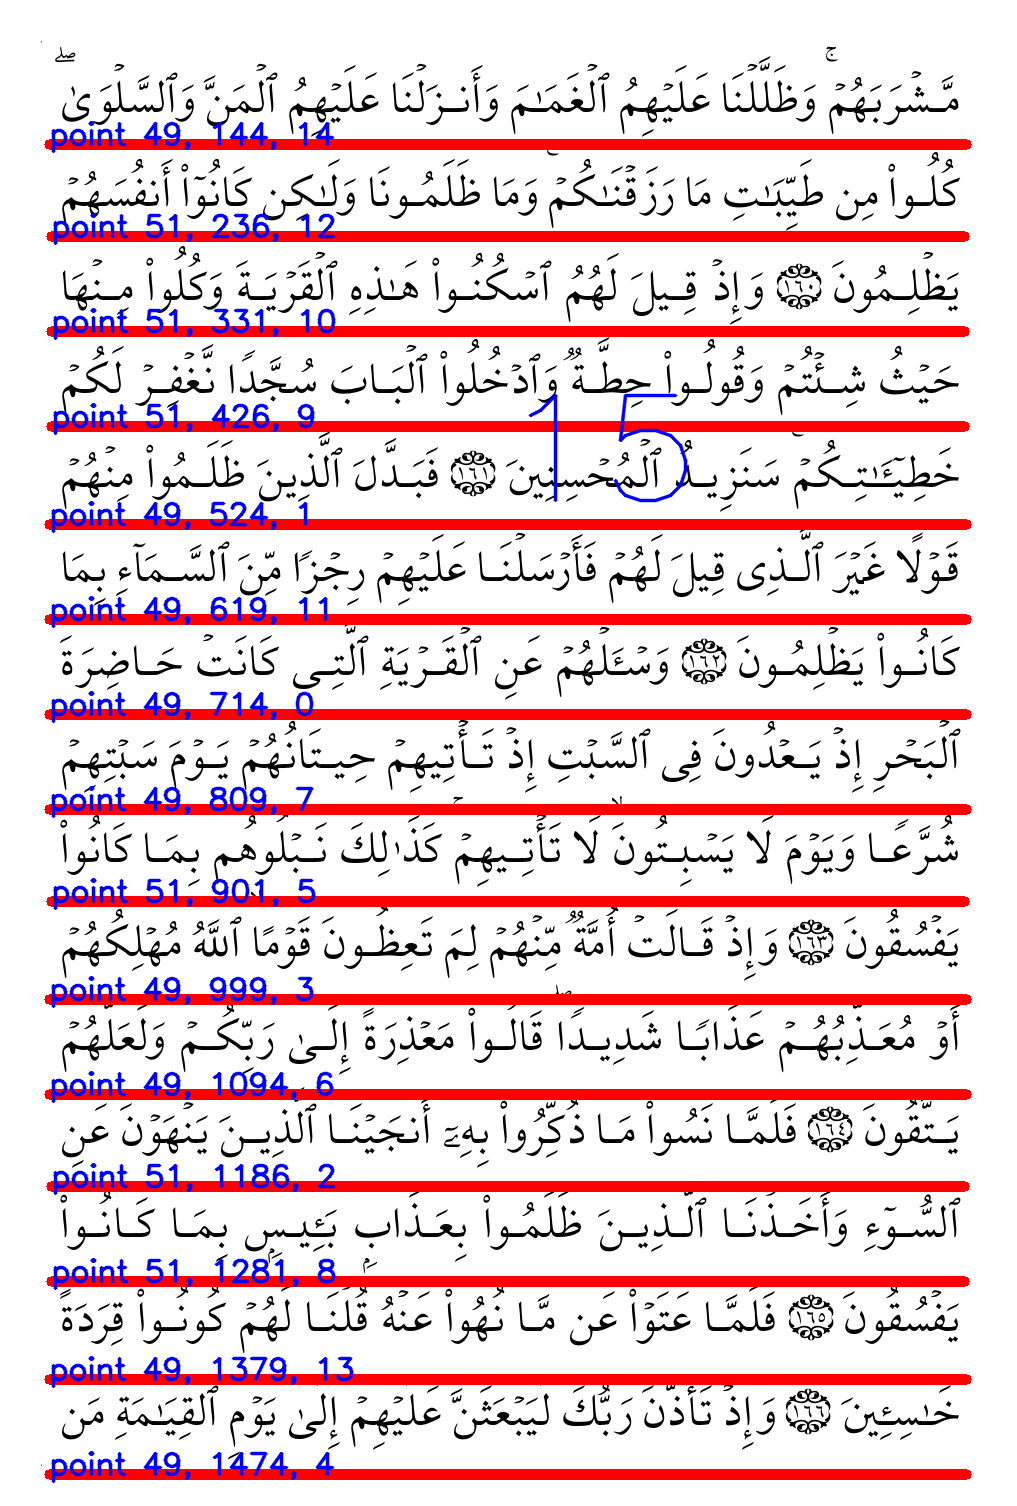 مَّشۡرَبَهُمۡۚ وَظَلَّلۡنَا عَلَيۡهِمُ ٱلۡغَمَٰمَ وَأَنزَلۡنَا عَلَيۡهِمُ ٱلۡمَنَّ وَٱلسَّلۡوَىٰۖ
point 49, 144, 14
كُلُواْ مِن طَيِّبَٰتِ مَا رَزَقۡنَٰكُمۡۚ وَمَا ظَلَمُونَا وَلَٰكِن كَانُوٓاْ أَنفُسَهُمۡ
point 51, 236, 12
يَظۡلِمُونَ ١٦٠ وَإِذۡ قِيلَ لَهُمُ ٱسۡكُنُواْ هَٰذِهِ ٱلۡقَرۡيَةَ وَكُلُواْ مِنۡهَا
point 51, 331, 10
حَيۡثُ شِئۡتُمۡ وَقُولُواْ حِطَّةٞ وَٱدۡخُلُواْ ٱلۡبَابَ سُجَّدٗا نَّغۡفِرۡ لَكُمۡ
point 51, 426, 9
15
خَطِيٓـَٰٔتِكُمۡۚ سَنَزِيدُ ٱلۡمُحۡسِنِينَ ١٦١ فَبَدَّلَ ٱلَّذِينَ ظَلَمُواْ مِنۡهُمۡ
point 49, 524, 1
قَوۡلًا غَيۡرَ ٱلَّذِى قِيلَ لَهُمۡ فَأَرۡسَلۡنَا عَلَيۡهِمۡ رِجۡزٗا مِّنَ ٱلسَّمَآءِ بِمَا
point 49, 619, 11
كَانُواْ يَظۡلِمُونَ ١٦٢ وَسۡـَٔلۡهُمۡ عَنِ ٱلۡقَرۡيَةِ ٱلَّتِى كَانَتۡ حَاضِرَةَ
point 49, 714, 0
ٱلۡبَحۡرِ إِذۡ يَعۡدُونَ فِى ٱلسَّبۡتِ إِذۡ تَأۡتِيهِمۡ حِيتَانُهُمۡ يَوۡمَ سَبۡتِهِمۡ
point 49, 809, 7
شُرَّعٗا وَيَوۡمَ لَا يَسۡبِتُونَۙ لَا تَأۡتِيهِمۡۚ كَذَٰلِكَ نَبۡلُوهُم بِمَا كَانُواْ
point 51, 901, 5
يَفۡسُقُونَ ١٦٣ وَإِذۡ قَالَتۡ أُمَّةٞ مِّنۡهُمۡ لِمَ تَعِظُونَ قَوۡمًا ٱللَّهُ مُهۡلِكُهُمۡ
point 49, 999, 3
أَوۡ مُعَذِّبُهُمۡ عَذَابٗا شَدِيدٗاۖ قَالُواْ مَعۡذِرَةً إِلَىٰ رَبِّكُمۡ وَلَعَلَّهُمۡ
point 49, 1094, 6
يَتَّقُونَ ١٦٤ فَلَمَّا نَسُواْ مَا ذُكِّرُواْ بِهِۦٓ أَنجَيۡنَا ٱلَّذِينَ يَنۡهَوۡنَ عَنِ
point 51, 1186, 2
ٱلسُّوٓءِ وَأَخَذۡنَا ٱلَّذِينَ ظَلَمُواْ بِعَذَابِۭ بَـِٔيسِۭ بِمَا كَانُواْ
point 51, 1281, 8
يَفۡسُقُونَ ١٦٥ فَلَمَّا عَتَوۡاْ عَن مَّا نُهُواْ عَنۡهُ قُلۡنَا لَهُمۡ كُونُواْ قِرَدَةً
point 49, 1379, 13
خَٰسِـِٔينَ ١٦٦ وَإِذۡ تَأَذَّنَ رَبُّكَ لَيَبۡعَثَنَّ عَلَيۡهِمۡ إِلَىٰ يَوۡمِ ٱلۡقِيَٰمَةِ مَن
point 49, 1474, 4